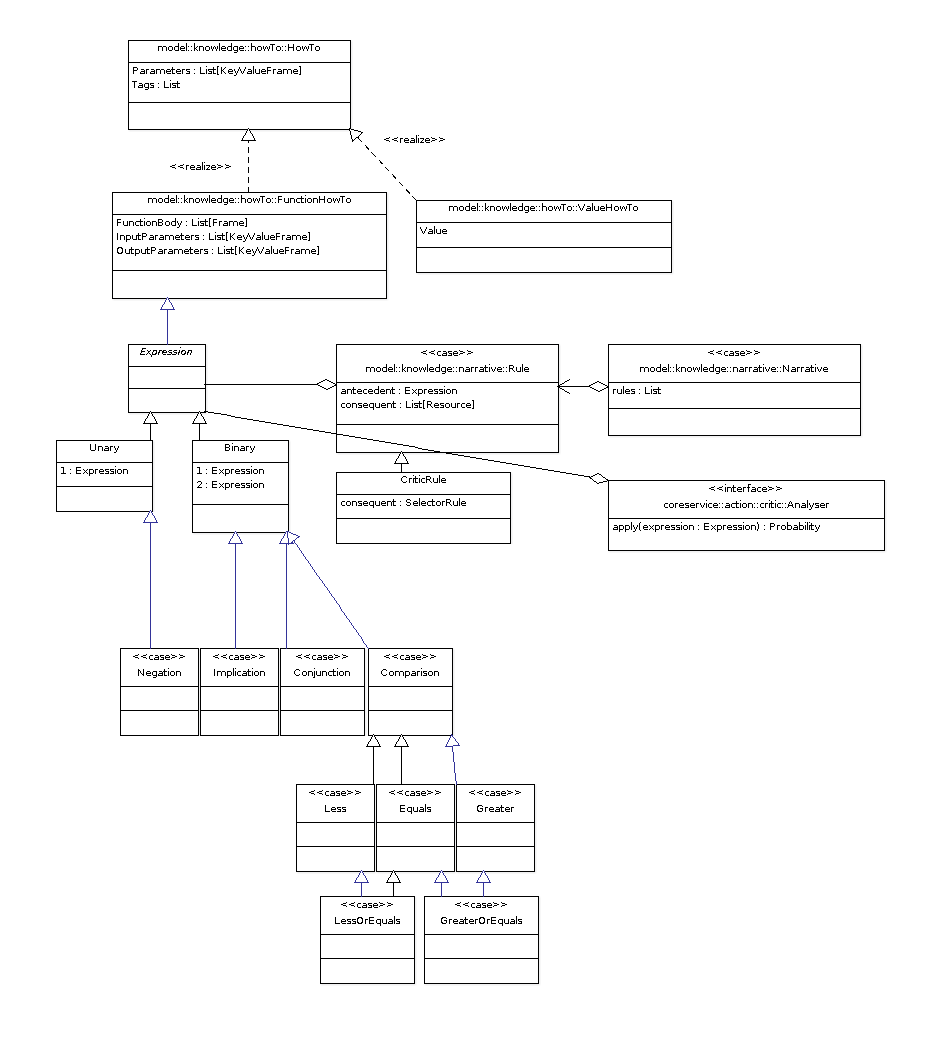 model::knowledge::howTo::HowTo
Parameters : List[KeyValueFrame]
Tags : List
<<realize>>
<<realize>>
model::knowledge::howTo::FunctionHowTo
FunctionBody : List[Frame]
InputParameters : List[KeyValueFrame]
OutputParameters : List[KeyValueFrame]
model::knowledge::howTo::ValueHowTo
Value
Expression
<<case>>
model::knowledge::narrative::Rule
antecedent : Expression
consequent : List[Resource]
<<case>>
model::knowledge::narrative::Narrative
rules : List
Unary
1 : Expression
Binary
1 : Expression
2 : Expression
CriticRule
consequent : SelectorRule
<<interface>>
coreservice::action::critic::Analyser
apply(expression : Expression) : Probability
<<case>>
Negation
<<case>>
Implication
<<case>>
Conjunction
<<case>>
Comparison
<<case>>
Less
<<case>>
Equals
<<case>>
Greater
<<case>>
LessOrEquals
<<case>>
GreaterOrEquals